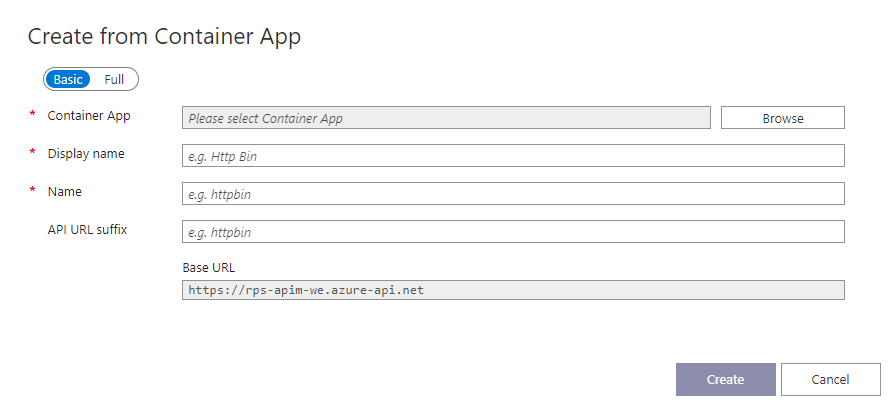 Create from Container App
Basic Full
* Container App Please select Container App Browse
* Display name e.g. Http Bin
* Name e.g. httpbin
API URL suffix e.g. httpbin
Base URL
https://rps-apim-we.azure-api.net
Create Cancel